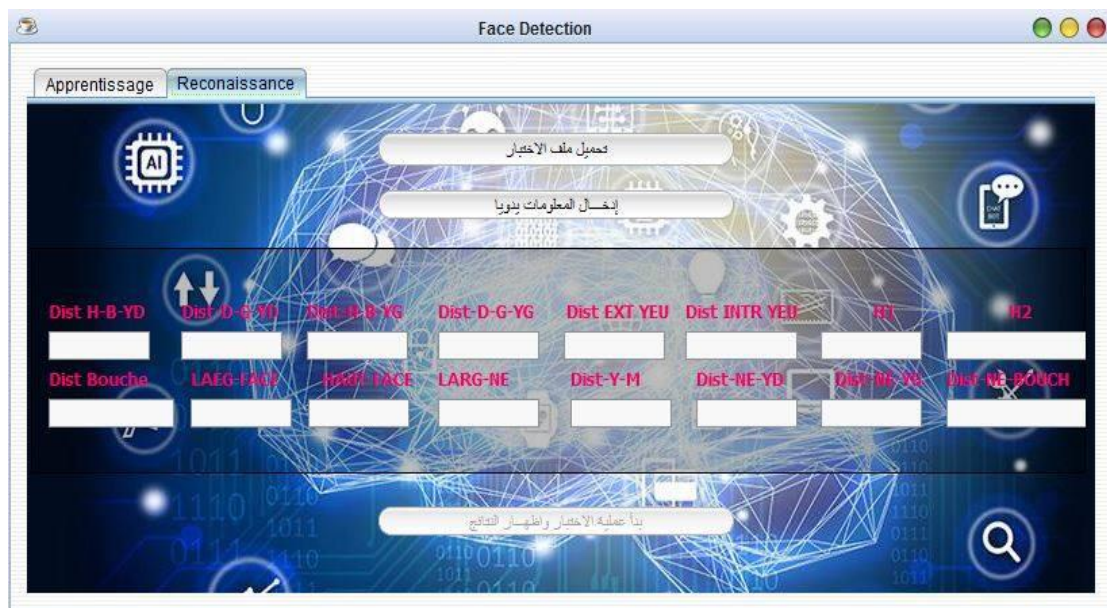 Face Detection
Apprentissage Reconaissance
تحميل ملف الاختبار
AI
إدخـــال المعلومات يدويا
CHAT BOT
Dist H-B-YD Dist-D-G-YD Dist-H-B-YG Dist-D-G-YG Dist EXT YEU Dist INTR YEU H1 H2
Dist Bouche LAEG-FACE HAUT-FACE LARG-NE Dist-Y-M Dist-NE-YD Dist-NE-YG Dist-NE-BOUCH
بدأ عملية الاختبار واظهـــار النتائج